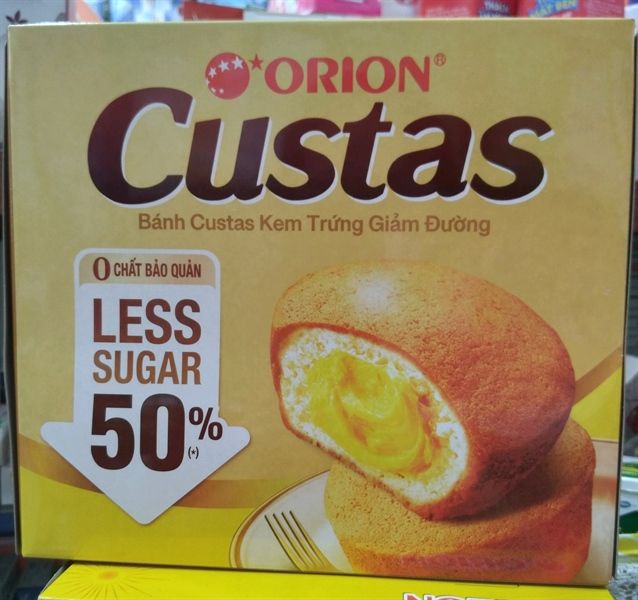 ORION®
Custas
Bánh Custas Kem Trứng Giảm Đường
0 CHẤT BẢO QUẢN
LESS
SUGAR
50%
(*)